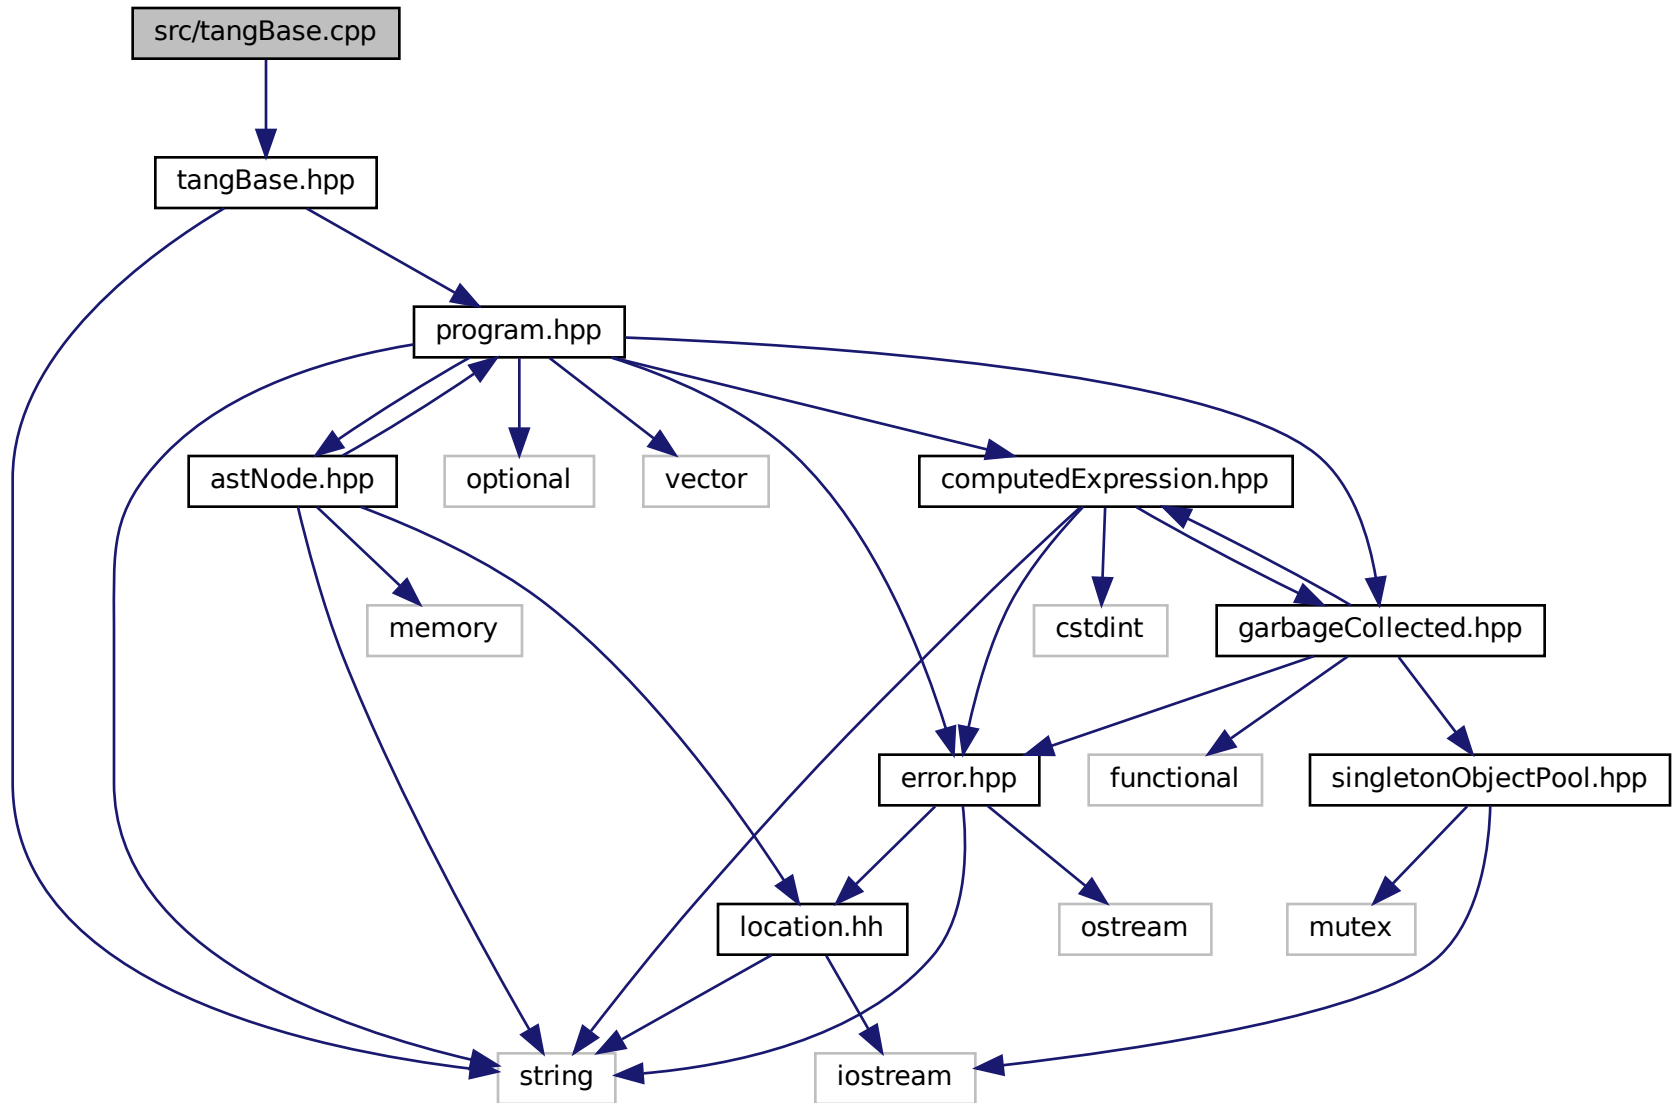 src/tangBase.cpp
tangBase.hpp
program.hpp
astNode.hpp
optional
vector
computedExpression.hpp
memory
cstdint
garbageCollected.hpp
error.hpp
functional
singletonObjectPool.hpp
location.hh
ostream
mutex
string
iostream